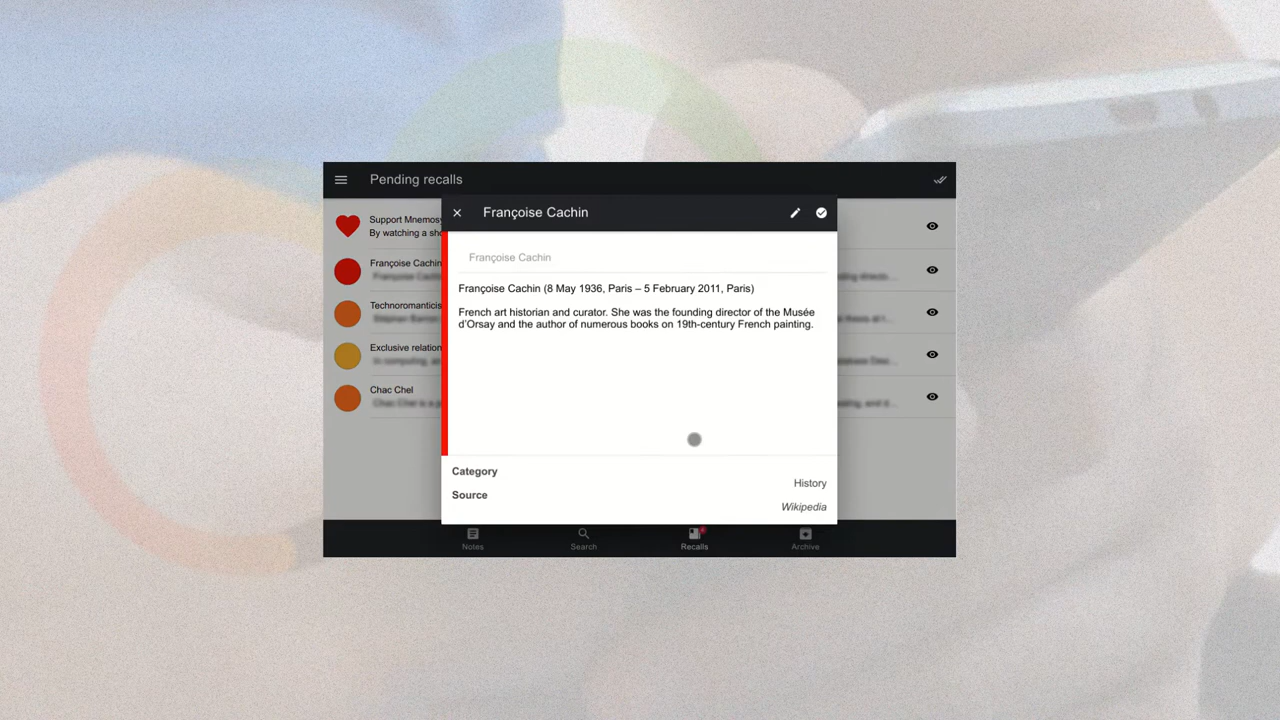 Pending recalls
Françoise Cachin
Support Mnemosy
By watching a sho
Françoise Cachin
Technoromanticis
Exclusive relation
Chac Chel
Françoise Cachin
Françoise Cachin (8 May 1936, Paris – 5 February 2011, Paris)
French art historian and curator. She was the founding director of the Musée
d'Orsay and the author of numerous books on 19th-century French painting.
Category
History
Source
Wikipedia
Notes
Search
Recalls
Archive